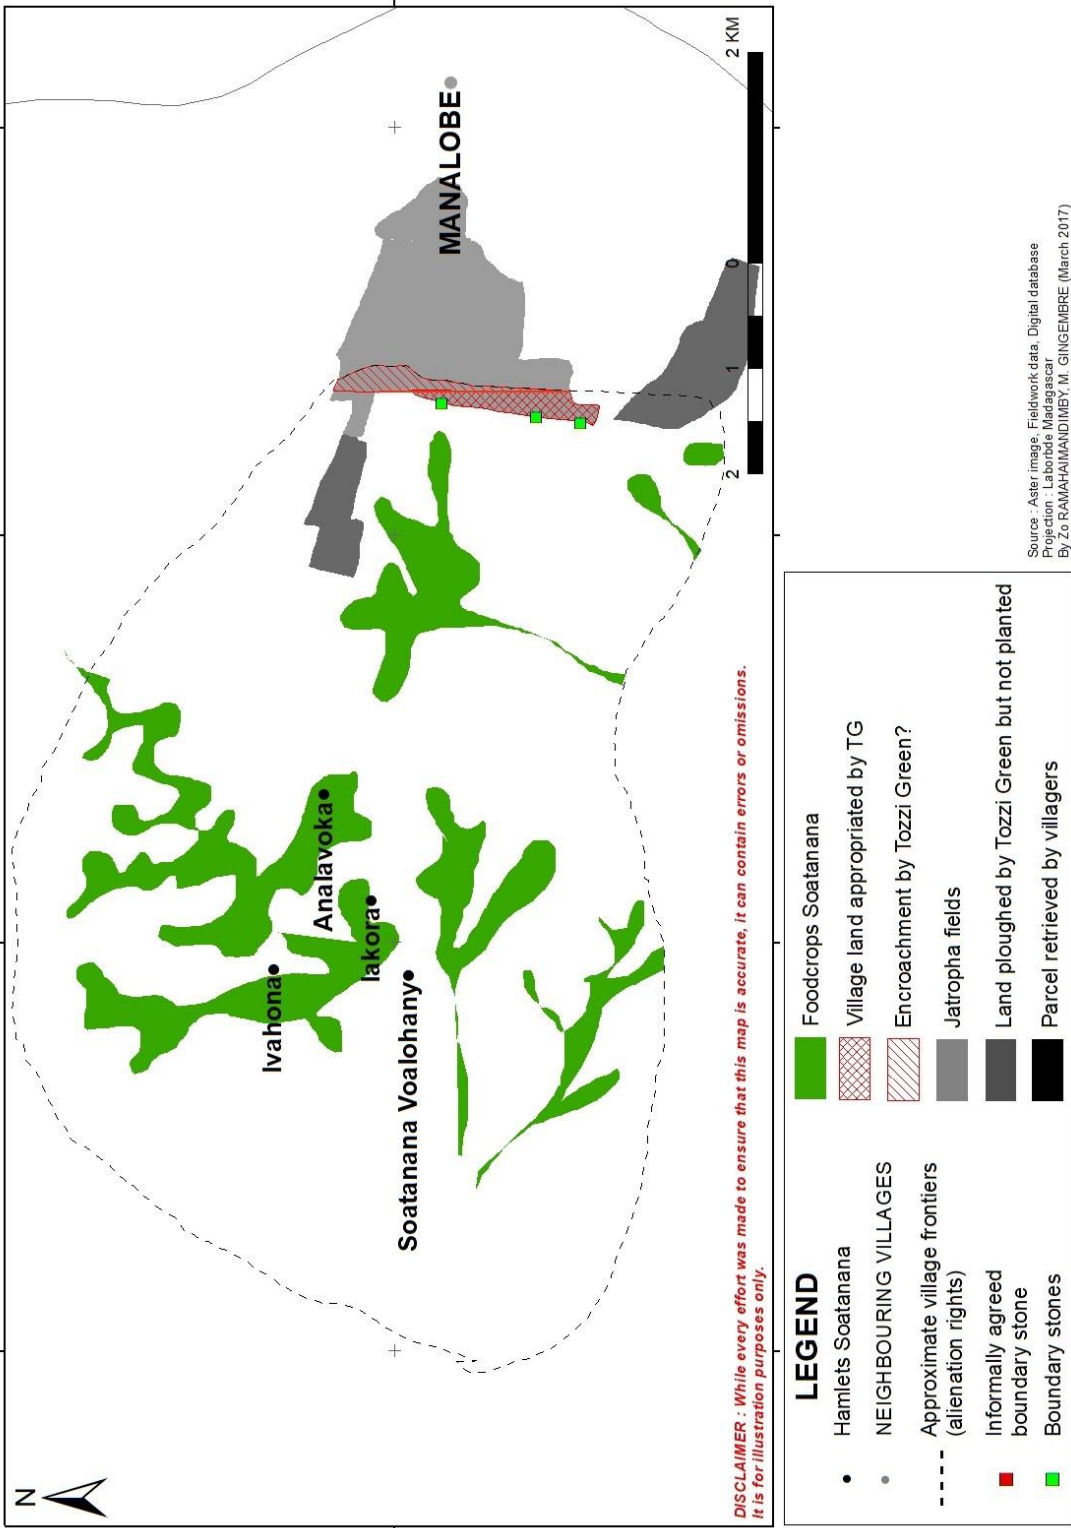 N
Ivahona
Analavoka
Iakora
Soatanana Voalohany
MANALOBE
2
1
0
2 KM
DISCLAIMER : While every effort was made to ensure that this map is accurate, it can contain errors or omissions.
It is for illustration purposes only.
LEGEND
Hamlets Soatanana
NEIGHBOURING VILLAGES
Approximate village frontiers
(alienation rights)
Informally agreed
boundary stone
Boundary stones
Foodcrops Soatanana
Village land appropriated by TG
Encroachment by Tozzi Green?
Jatropha fields
Land ploughed by Tozzi Green but not planted
Parcel retrieved by villagers
Source : Aster image, Fieldwork data, Digital database
Projection : Laborbde Madagascar
By Zo RAMAHAIMANDIMBY, M. GINGEMBRE (March 2017)